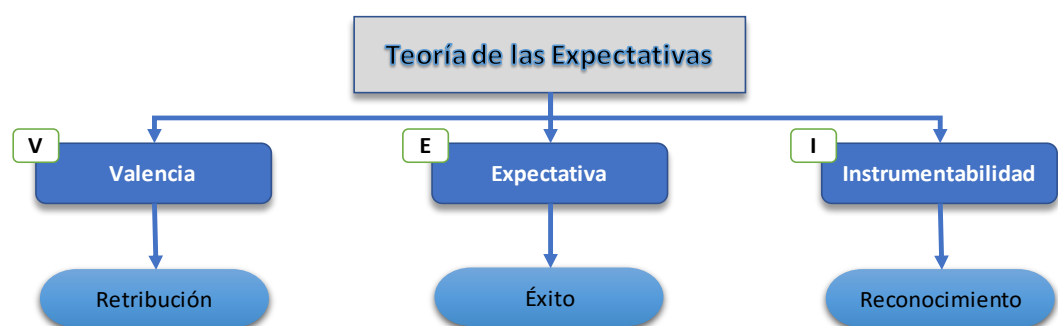 Teoría de las Expectativas
V
E
I
Valencia
Expectativa
Instrumentabilidad
Retribución
Éxito
Reconocimiento